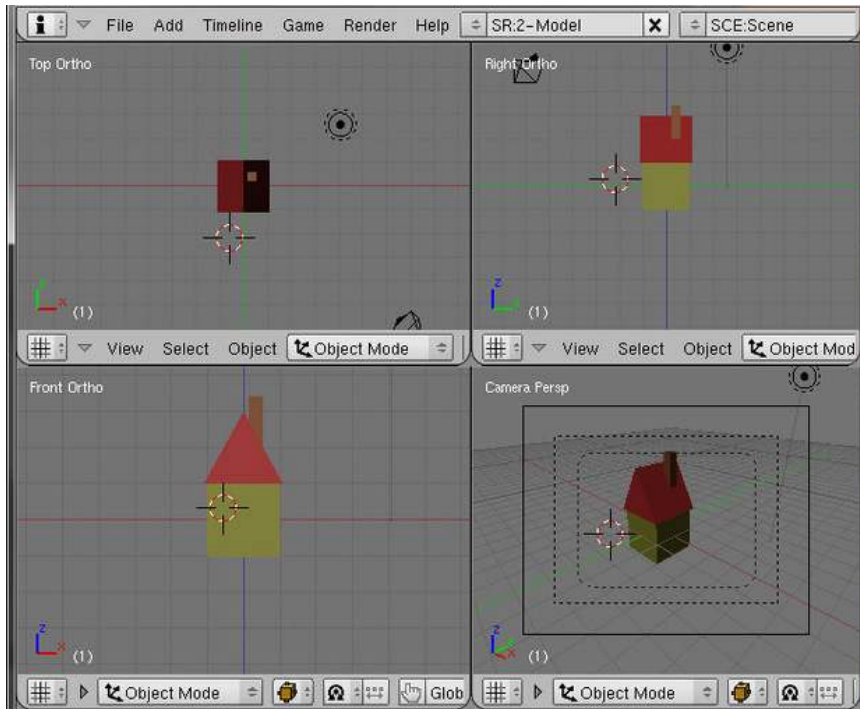 File Add Timeline Game Render Help SR:2-Model SCE:Scene
Top Ortho
Right Ortho
z
x
(1)
z
(1)
View Select Object Object Mode
View Select Object Object Mod
Front Ortho
Camera Persp
z
x
(1)
z
x
(1)
Object Mode Glob
Object Mode